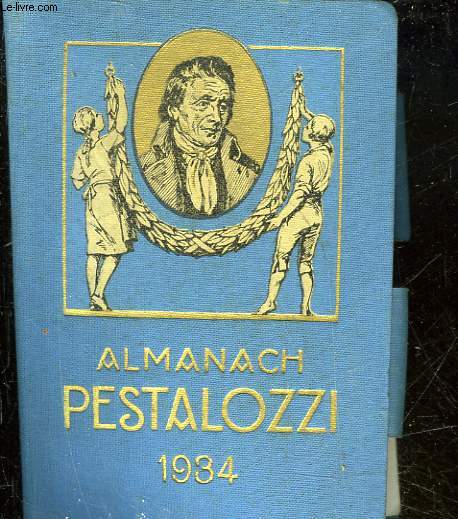 Le-livre.com
ALMANACH
PESTALOZZI
1934